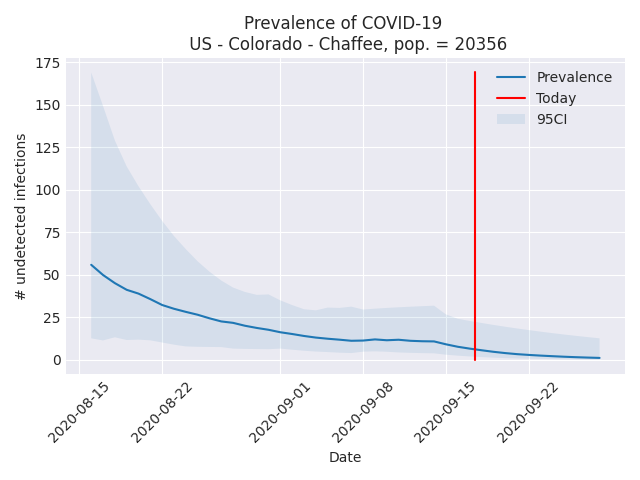 Prevalence of COVID-19
US - Colorado - Chaffee, pop. = 20356
175
150
125
100
75
50
25
0
# undetected infections
Prevalence
Today
95CI
2020-08-15
2020-08-22
2020-09-01
2020-09-08
2020-09-15
2020-09-22
Date